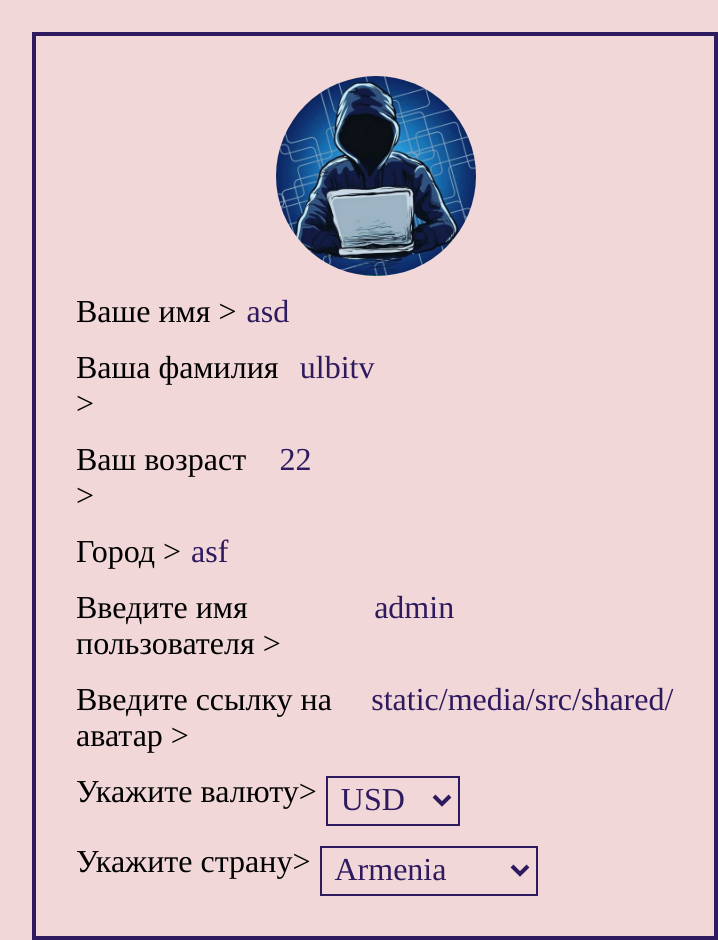 Ваше имя > asd
Ваша фамилия ulbitv
>
Ваш возраст 22
>
Город > asf
Введите имя admin
пользователя >
Введите ссылку на static/media/src/shared/
аватар >
Укажите валюту> USD
Укажите страну> Armenia